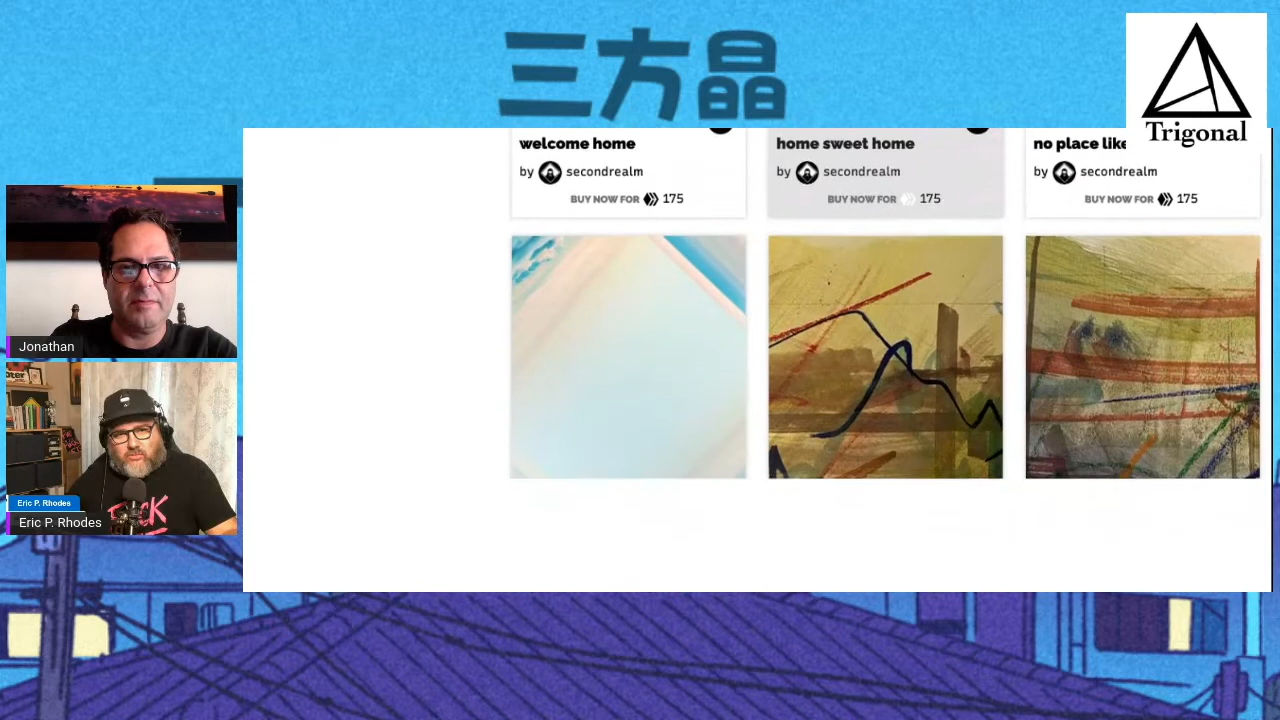 三方晶
Trigonal
welcome home
home sweet home
no place like
by secondrealm
by secondrealm
by secondrealm
BUY NOW FOR 175
BUY NOW FOR 175
BUY NOW FOR 175
Jonathan
Eric P. Rhodes
Eric P. Rhodes